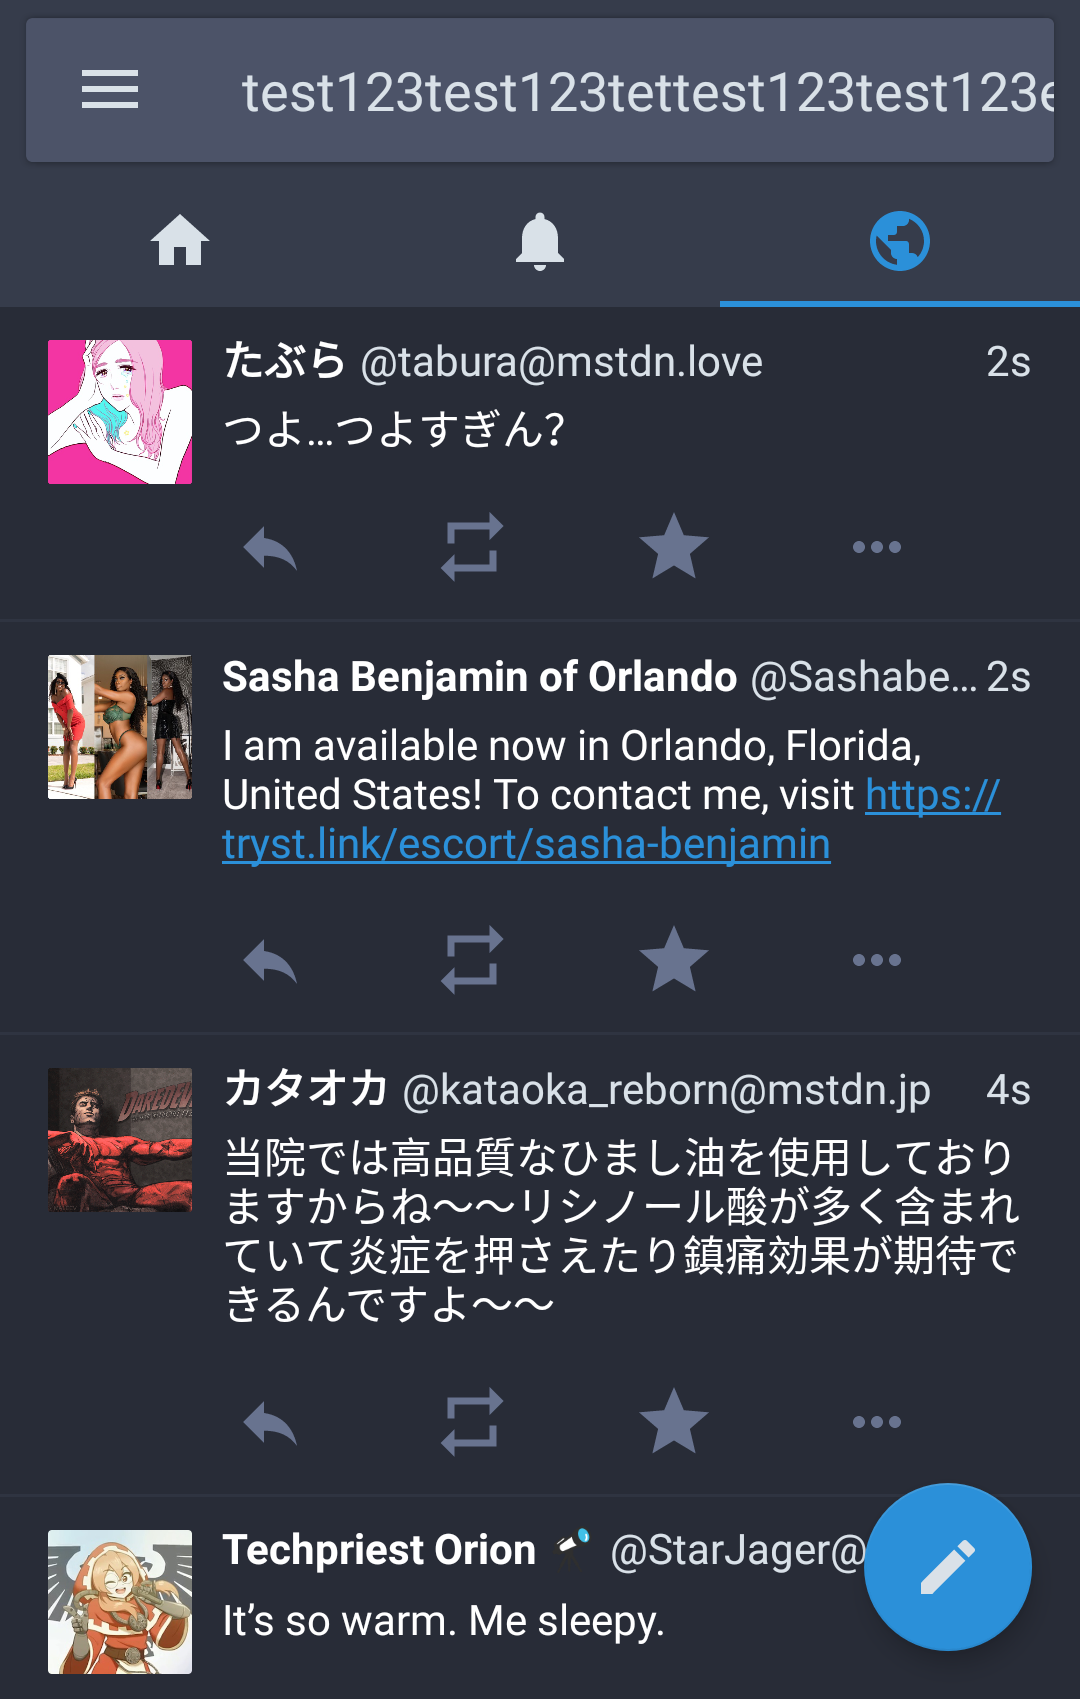 test123test123tettest123test123e
たぶら @tabura@mstdn.love 2s
つよ...つよすぎん?
Sasha Benjamin of Orlando @Sashabe... 2s
I am available now in Orlando, Florida,
United States! To contact me, visit https://
tryst.link/escort/sasha-benjamin
カタオカ @kataoka_reborn@mstdn.jp 4s
DAREDEVIL
当院では高品質なひまし油を使用しており
ますからね〜〜リシノール酸が多く含まれ
ていて炎症を押さえたり鎮痛効果が期待で
きるんですよ〜〜
Techpriest Orion @StarJager@
It’s so warm. Me sleepy.